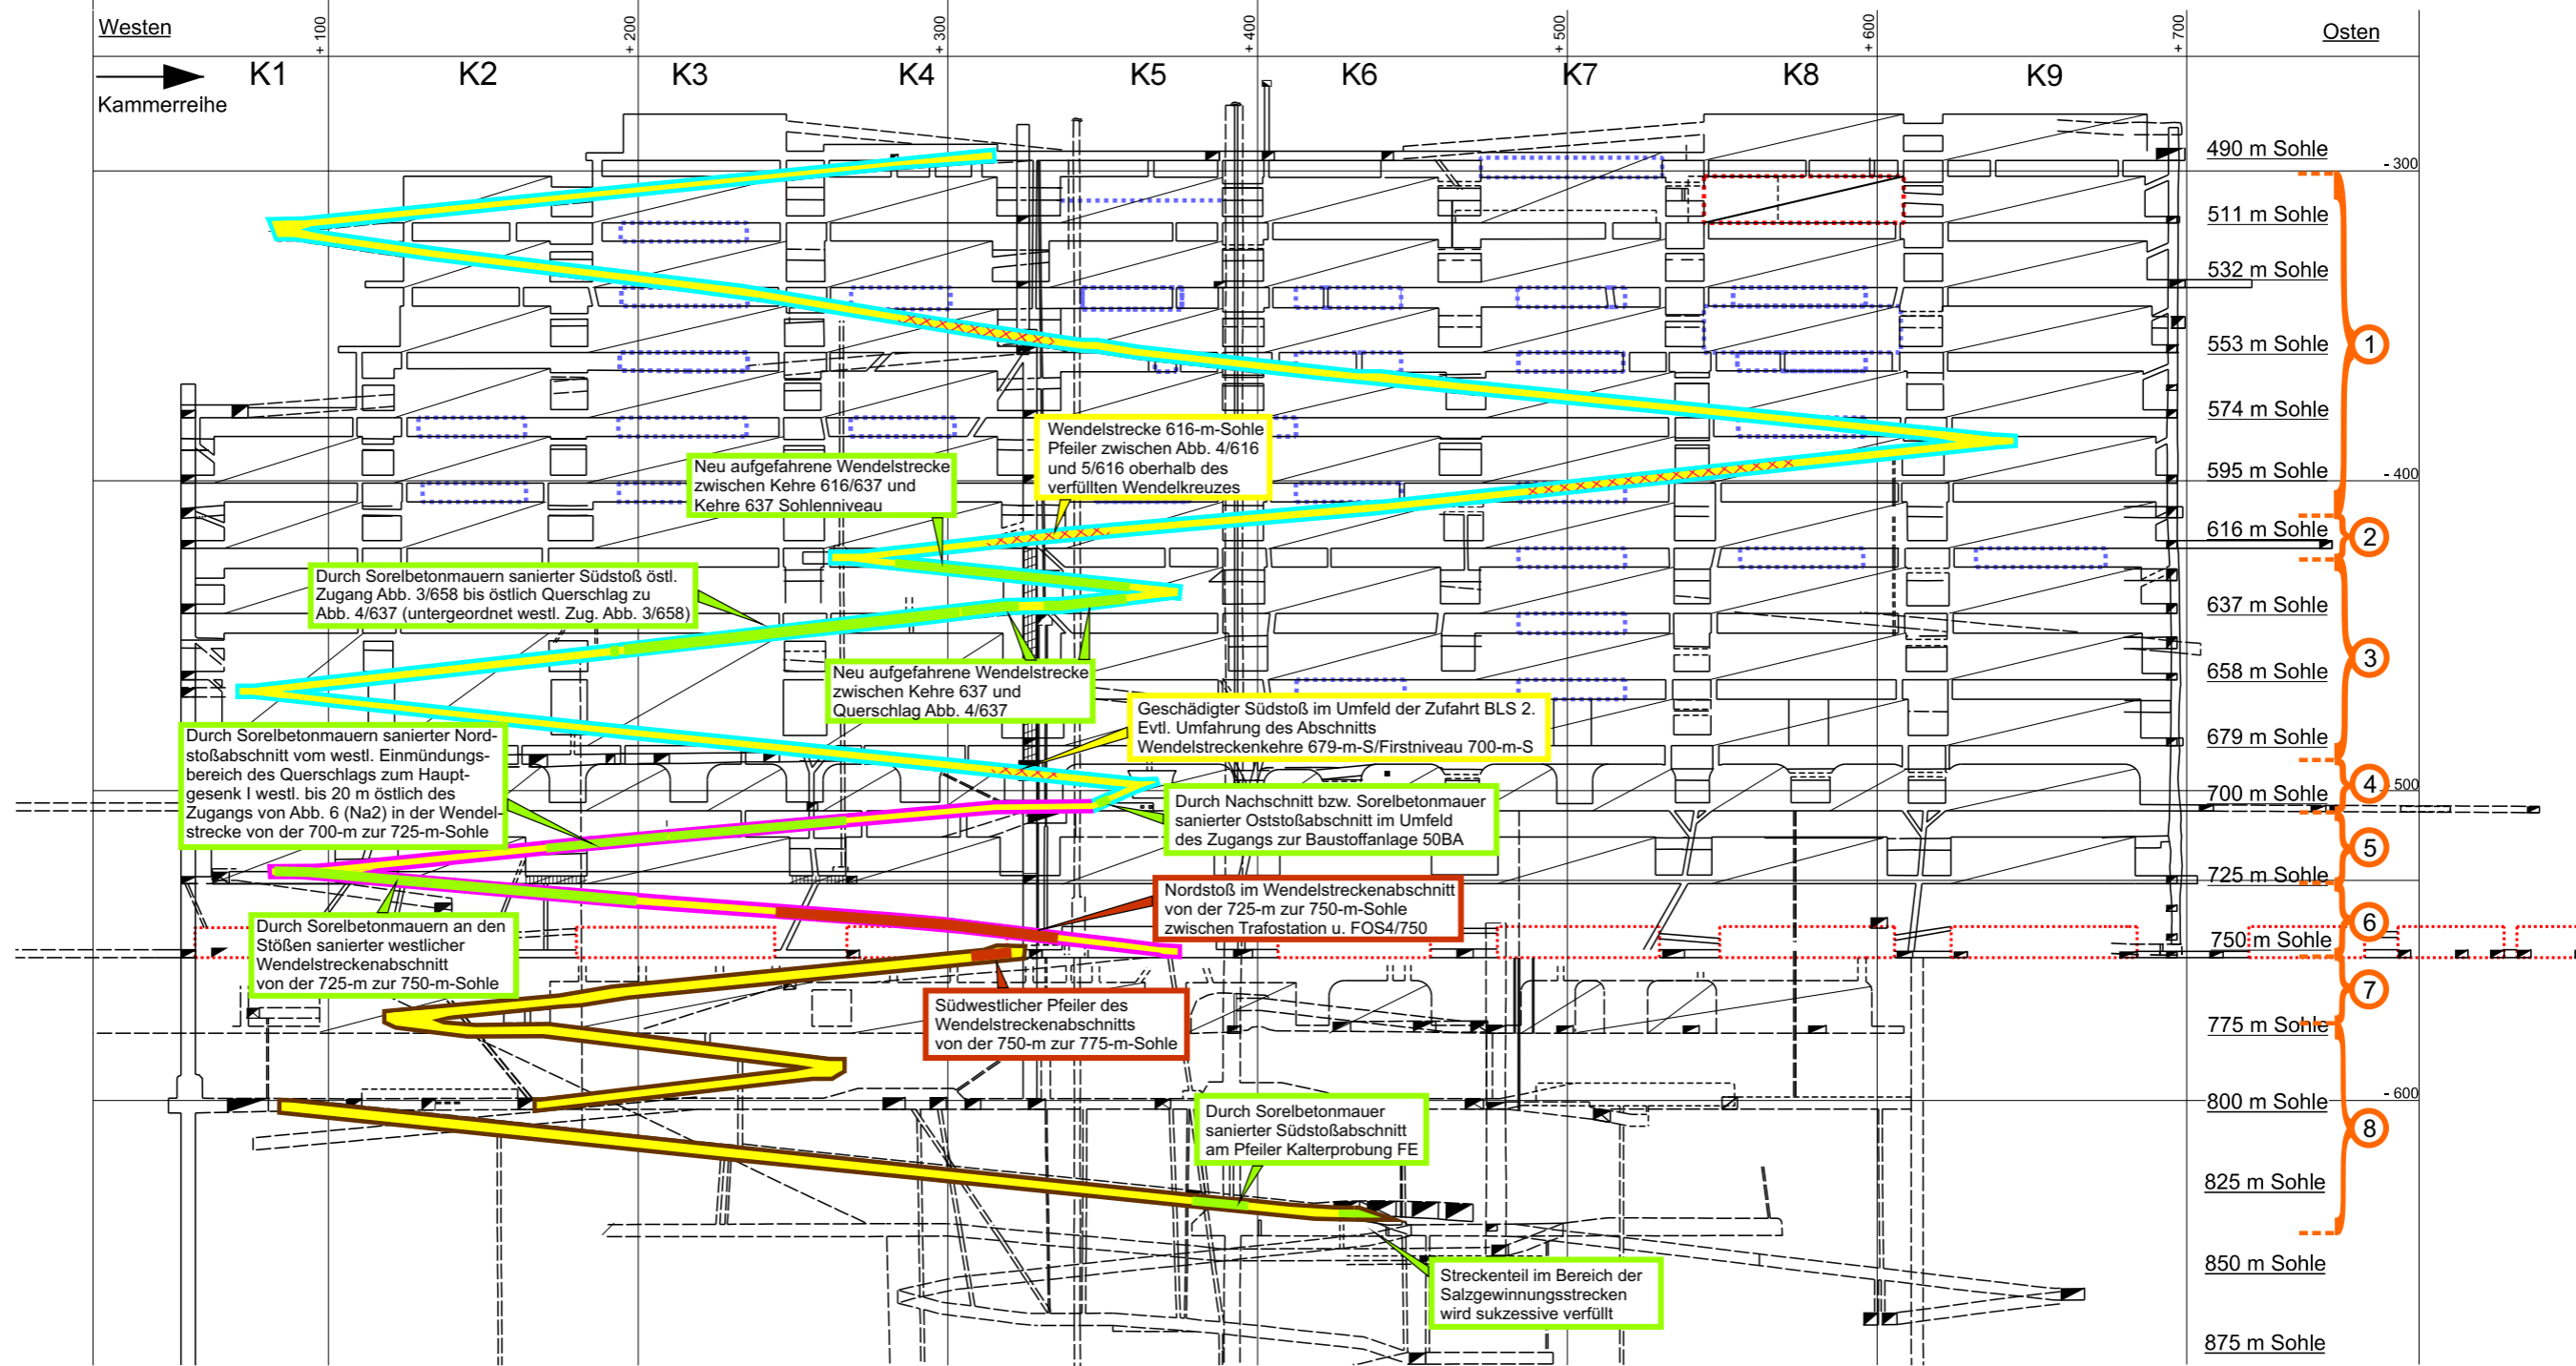 Westen
+ 100
+ 200
+ 300
+ 400
+ 500
+ 600
+ 700
Osten
Kammerreihe
K1
K2
K3
K4
K5
K6
K7
K8
K9
490 m Sohle
- 300
511 m Sohle
532 m Sohle
553 m Sohle
1
574 m Sohle
595 m Sohle
- 400
616 m Sohle
2
637 m Sohle
658 m Sohle
3
679 m Sohle
700 m Sohle
4
- 500
725 m Sohle
5
750 m Sohle
6
775 m Sohle
7
800 m Sohle
- 600
8
825 m Sohle
850 m Sohle
875 m Sohle
Wendelstrecke 616-m-Sohle
Pfeiler zwischen Abb. 4/616
und 5/616 oberhalb des
verfüllten Wendelkreuzes
Neu aufgefahrene Wendelstrecke
zwischen Kehre 616/637 und
Kehre 637 Sohlenniveau
Durch Sorelbetonmauern sanierter Südstoß östl.
Zugang Abb. 3/658 bis östlich Querschlag zu
Abb. 4/637 (untergeordnet westl. Zug. Abb. 3/658)
Neu aufgefahrene Wendelstrecke
zwischen Kehre 637 und
Querschlag Abb. 4/637
Geschädigter Südstoß im Umfeld der Zufahrt BLS 2.
Evtl. Umfahrung des Abschnitts
Wendelstreckenkehre 679-m-S/Firstniveau 700-m-S
Durch Sorelbetonmauern sanierter Nord-
stoßabschnitt vom westl. Einmündungs-
bereich des Querschlags zum Haupt-
gesenk I westl. bis 20 m östlich des
Zugangs von Abb. 6 (Na2) in der Wendel-
strecke von der 700-m zur 725-m-Sohle
Durch Nachschnitt bzw. Sorelbetonmauer
sanierter Oststoßabschnitt im Umfeld
des Zugangs zur Baustoffanlage 50BA
Nordstoß im Wendelstreckenabschnitt
von der 725-m zur 750-m-Sohle
zwischen Trafostation u. FOS4/750
Durch Sorelbetonmauern an den
Stößen sanierter westlicher
Wendelstreckenabschnitt
von der 725-m zur 750-m-Sohle
Südwestlicher Pfeiler des
Wendelstreckenabschnitts
von der 750-m zur 775-m-Sohle
Durch Sorelbetonmauer
sanierter Südstoßabschnitt
am Pfeiler Kalterprobung FE
Streckenteil im Bereich der
Salzgewinnungsstrecken
wird sukzessive verfüllt